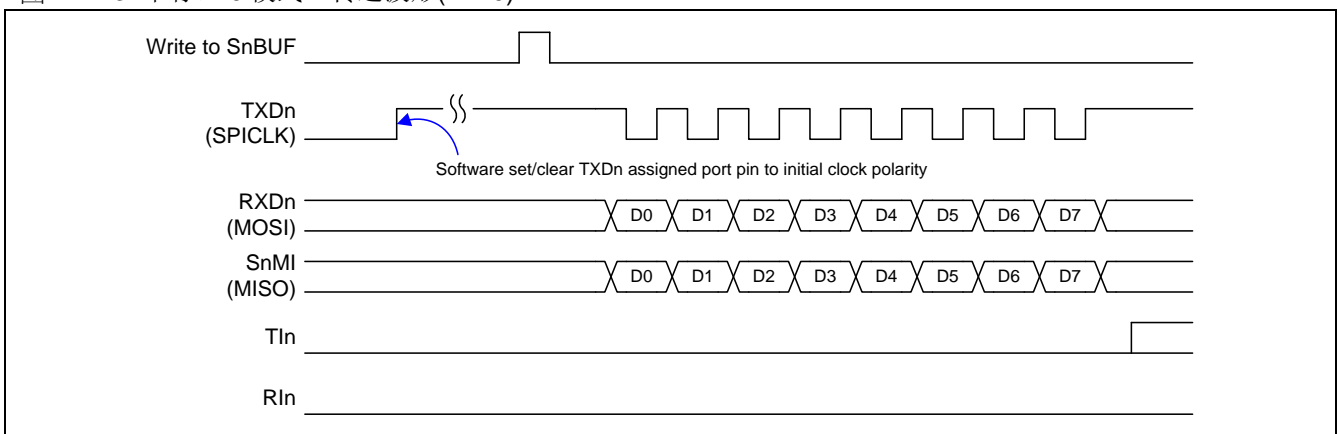 Write to SnBUF
TXDn
(SPICLK)
Software set/clear TXDn assigned port pin to initial clock polarity
RXDn
(MOSI)
D0 D1 D2 D3 D4 D5 D6 D7
SnMI
(MISO)
D0 D1 D2 D3 D4 D5 D6 D7
TIn
RIn